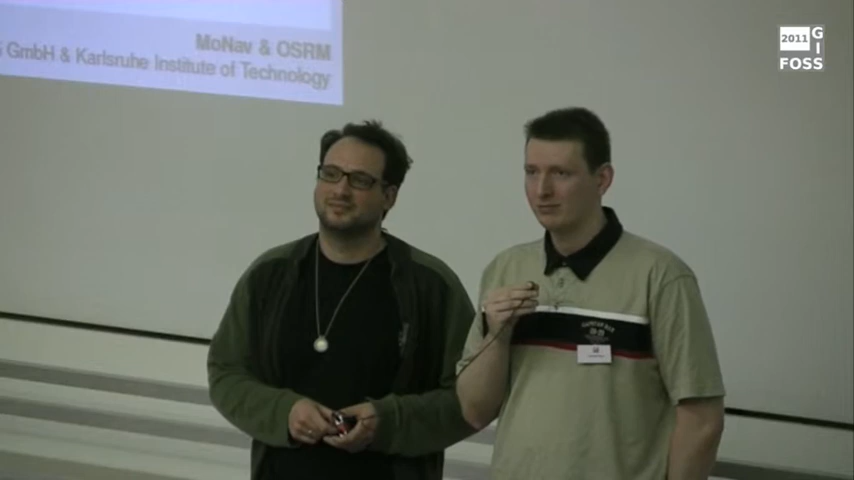 MoNav & OSRM
GmbH & Karlsruhe Institute of Technology
2011
G
I
FOSS